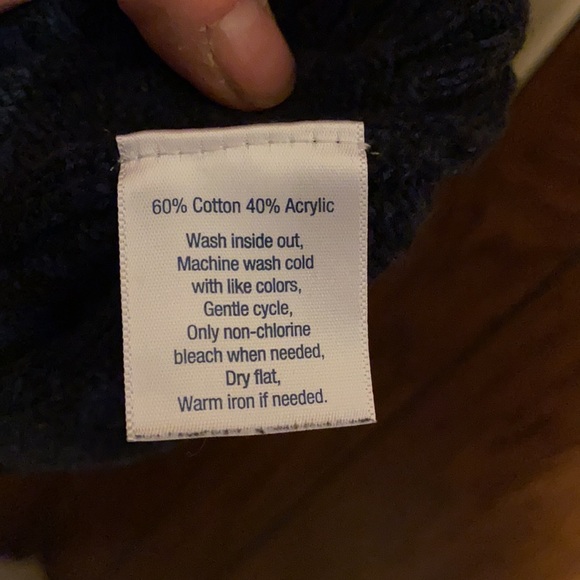 60% Cotton 40% Acrylic
Wash inside out,
Machine wash cold
with like colors,
Gentle cycle,
Only non-chlorine
bleach when needed,
Dry flat,
Warm iron if needed.